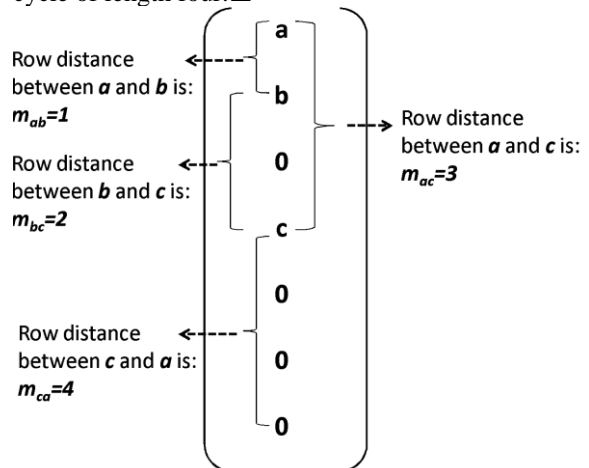 cycle of length four.□
a
Row distance
between a and b is:
m_ab=1
b
Row distance
between a and c is:
m_ac=3
0
Row distance
between b and c is:
m_bc=2
c
0
Row distance
between c and a is:
m_ca=4
0
0